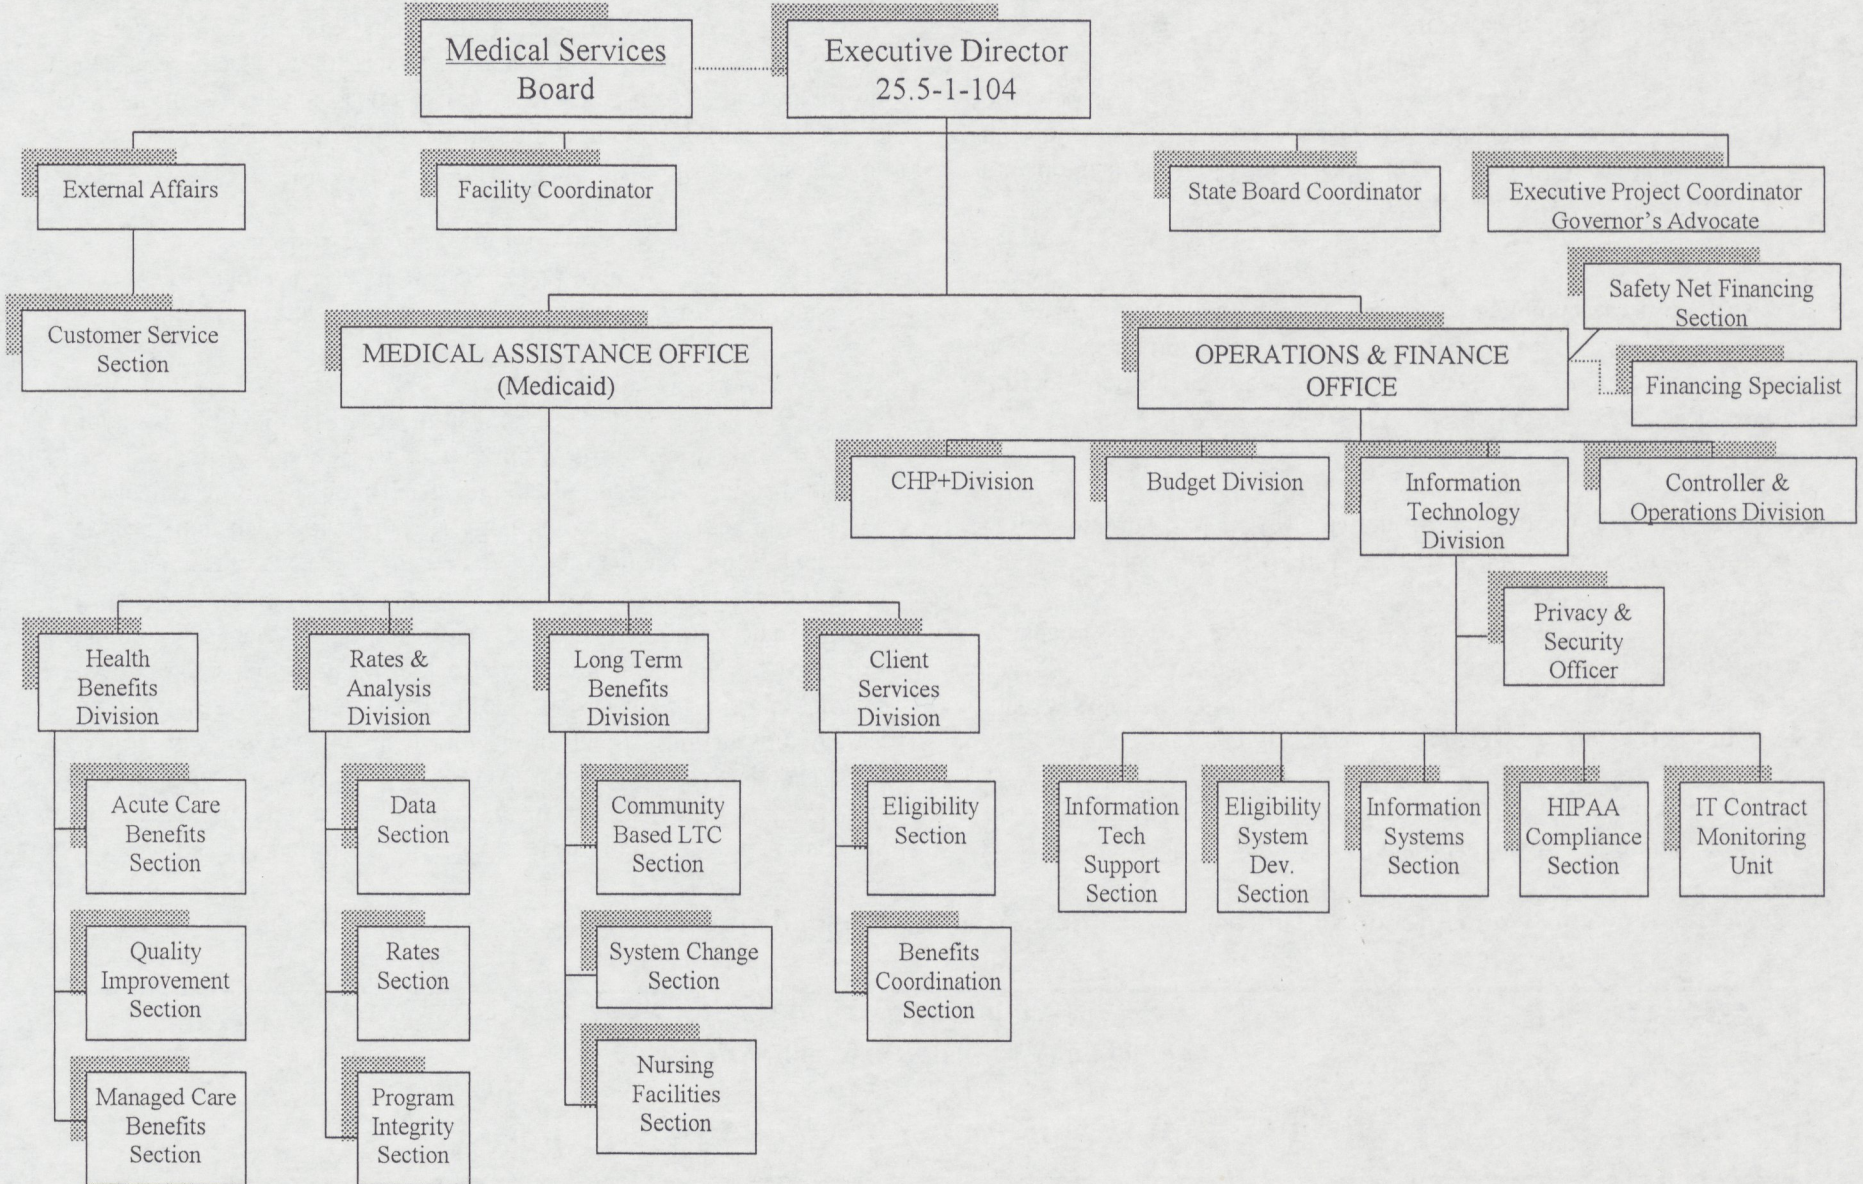 Medical Services
Board
Executive Director
25.5-1-104
External Affairs
Facility Coordinator
State Board Coordinator
Executive Project Coordinator
Governor's Advocate
Customer Service
Section
MEDICAL ASSISTANCE OFFICE
(Medicaid)
OPERATIONS & FINANCE
OFFICE
Safety Net Financing
Section
Financing Specialist
CHP+Division
Budget Division
Information
Technology
Division
Controller &
Operations Division
Privacy &
Security
Officer
Health
Benefits
Division
Rates &
Analysis
Division
Long Term
Benefits
Division
Client
Services
Division
Acute Care
Benefits
Section
Data
Section
Community
Based LTC
Section
Eligibility
Section
Information
Tech
Support
Section
Eligibility
System
Dev.
Section
Information
Systems
Section
HIPAA
Compliance
Section
IT Contract
Monitoring
Unit
Quality
Improvement
Section
Rates
Section
System Change
Section
Benefits
Coordination
Section
Managed Care
Benefits
Section
Program
Integrity
Section
Nursing
Facilities
Section